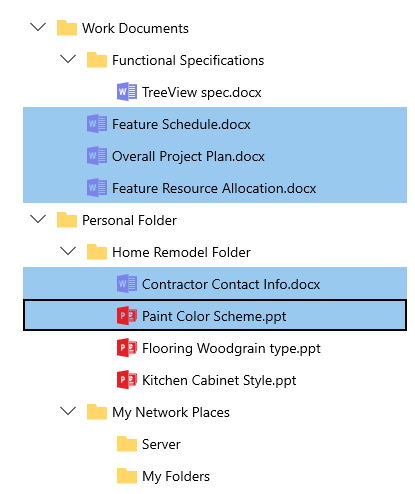 Work Documents
Functional Specifications
TreeView spec.docx
Feature Schedule.docx
Overall Project Plan.docx
Feature Resource Allocation.docx
Personal Folder
Home Remodel Folder
Contractor Contact Info.docx
Paint Color Scheme.ppt
Flooring Woodgrain type.ppt
Kitchen Cabinet Style.ppt
My Network Places
Server
My Folders